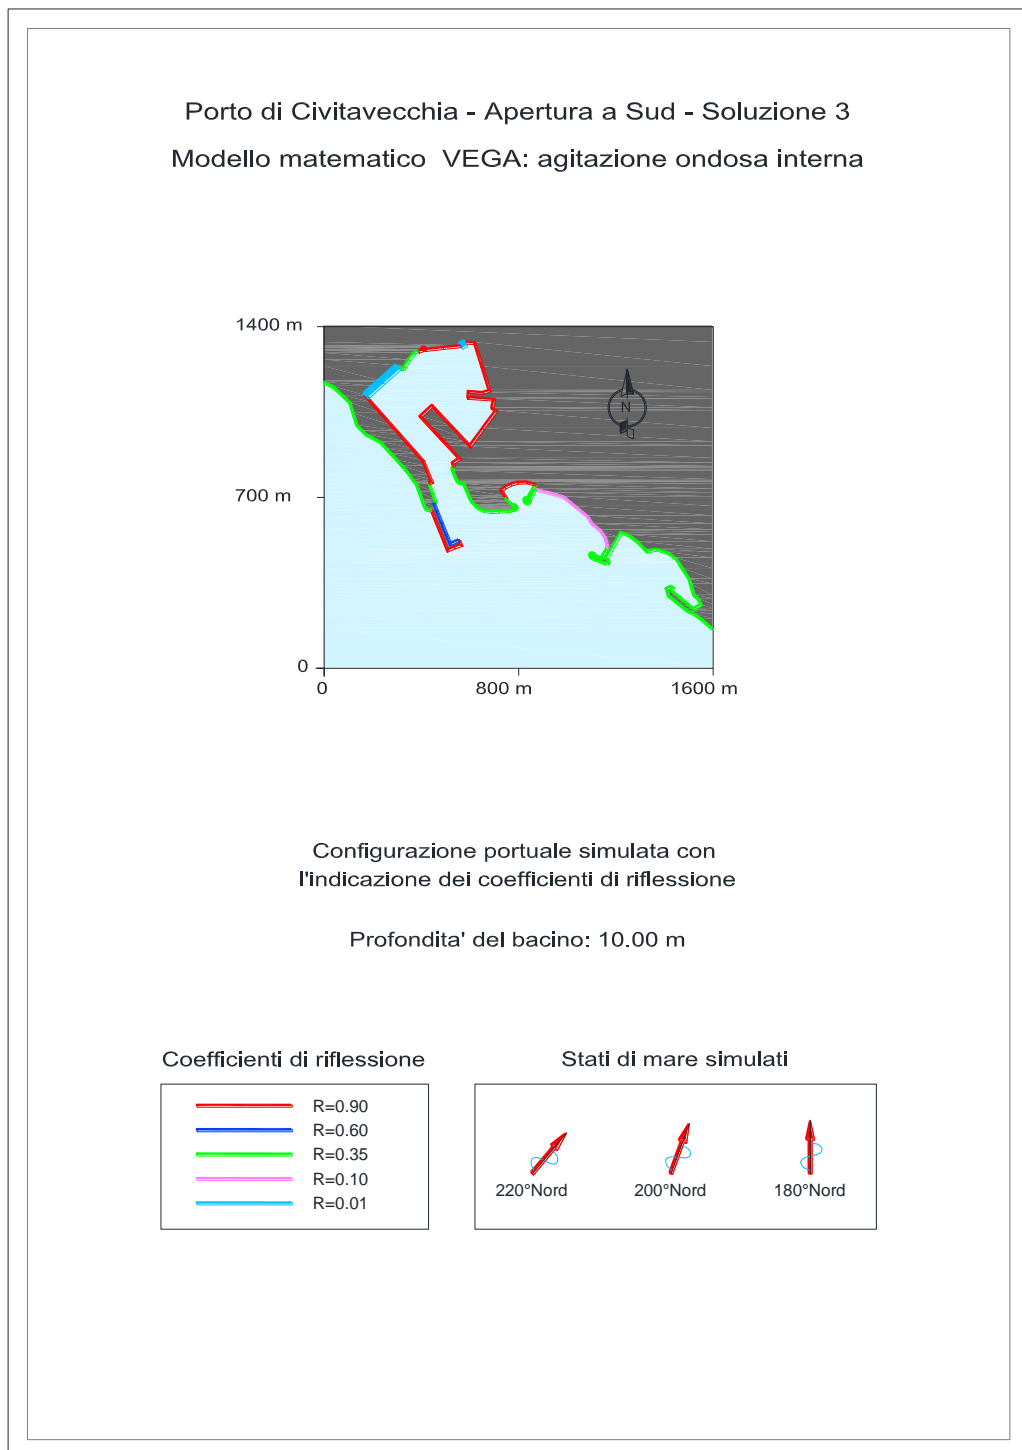 Porto di Civitavecchia - Apertura a Sud - Soluzione 3
Modello matematico VEGA: agitazione ondosa interna
1400 m
N
700 m
0
0
800 m
1600 m
Configurazione portuale simulata con
l'indicazione dei coefficienti di riflessione
Profondita' del bacino: 10.00 m
Coefficienti di riflessione
R=0.90
R=0.60
R=0.35
R=0.10
R=0.01
Stati di mare simulati
220°Nord
200°Nord
180°Nord